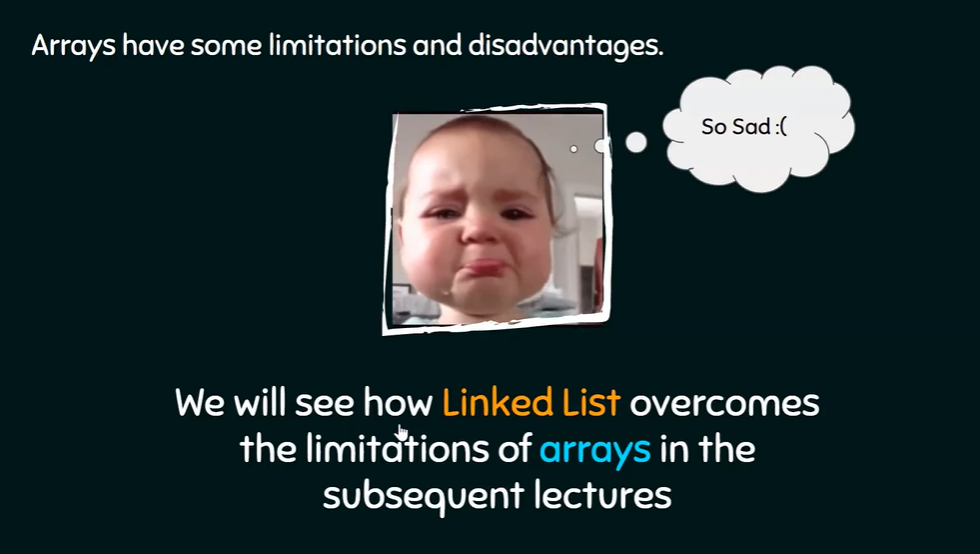 Arrays have some limitations and disadvantages.
So Sad :(
We will see how Linked List overcomes
the limitations of arrays in the
subsequent lectures